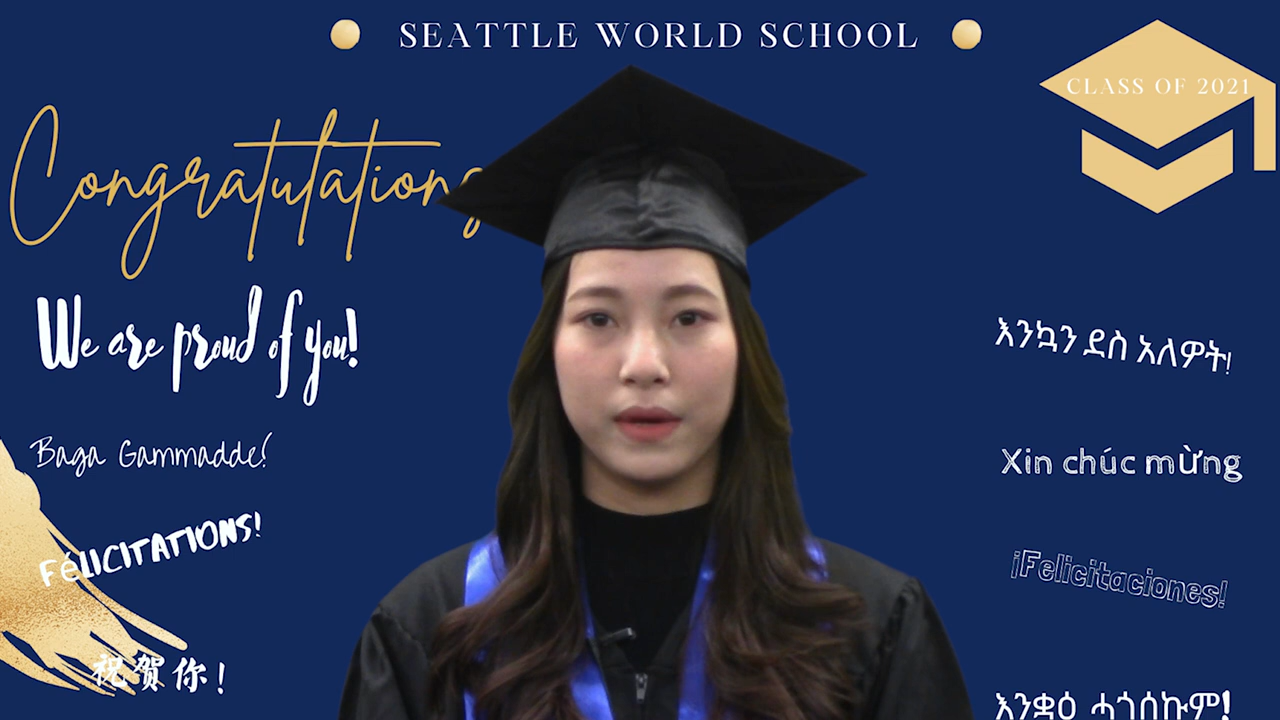 SEATTLE WORLD SCHOOL
CLASS OF 2021
Congratulations
We are proud of you!
Baga Gammadde!
FéLICITATIONS!
祝贺你!
እንኳን ደስ አለዎት!
Xin chúc mừng
¡Felicitaciones!
እንቋዕ ሓጎሰኩም!